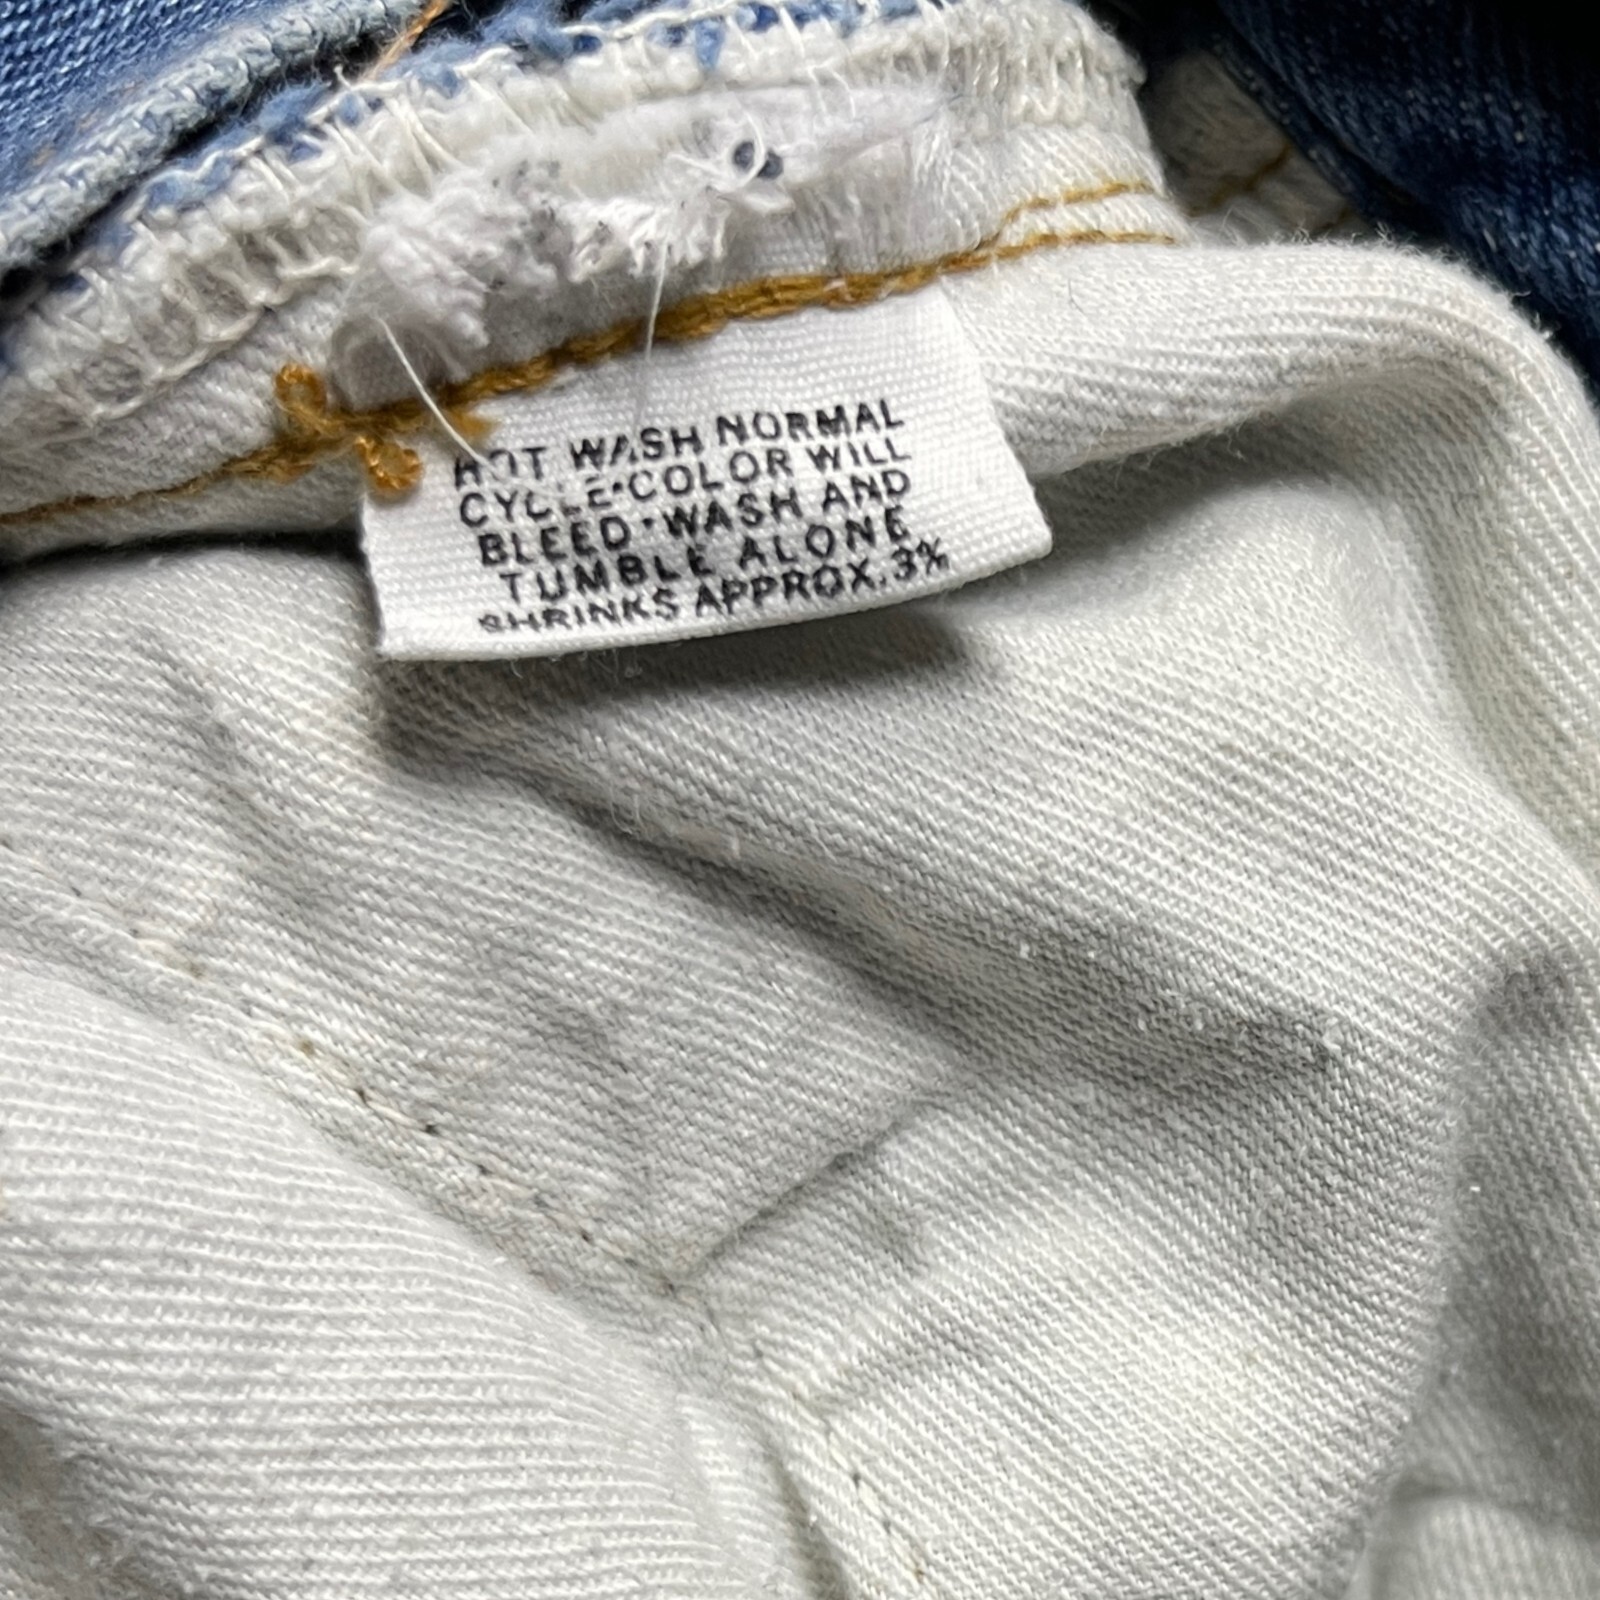 HOT WASH NORMAL
CYCLE•COLOR WILL
BLEED•WASH AND
TUMBLE ALONE
SHRINKS APPROX. 3%